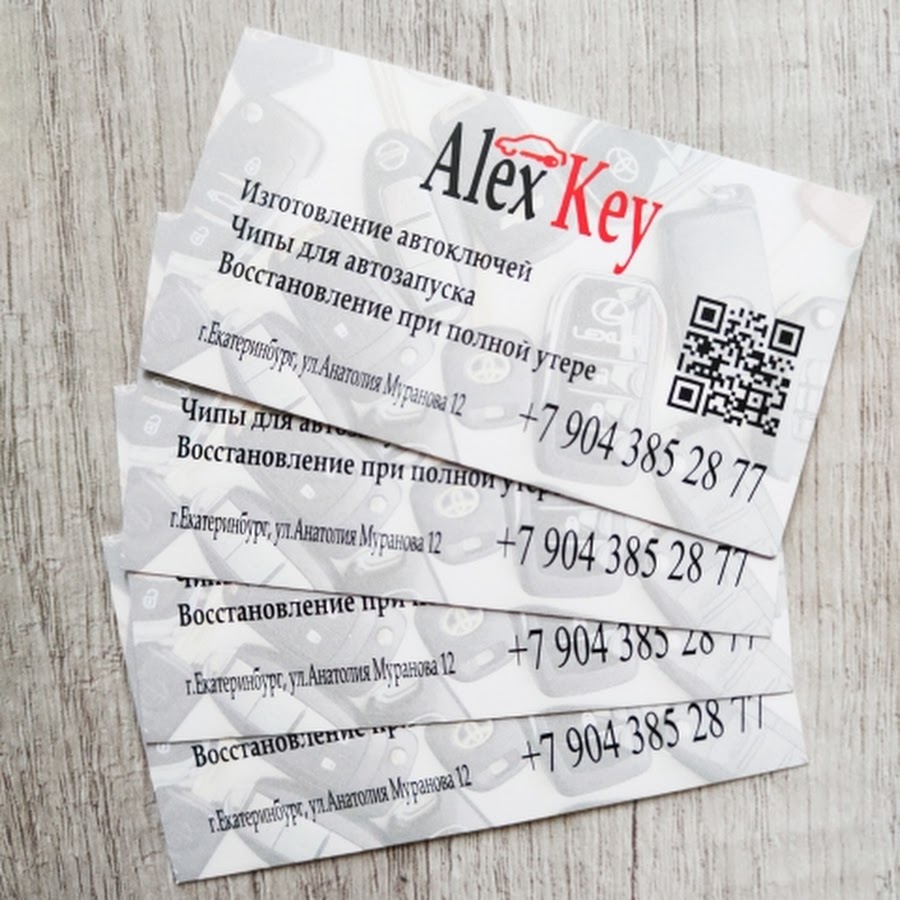 Alex Key
Изготовление автоключей
Чипы для автозапуска
Восстановление при полной утере
г.Екатеринбург, ул.Анатолия Муранова 12
+7 904 385 28 77
Чипы для
Восстановление при полной
г.Екатеринбург, ул.Анатолия Муранова 12
+7 904 385 28 77
Восстановление при
г.Екатеринбург, ул.Анатолия Муранова 12
+7 904 385 28 77
Восстановление
г.Екатеринбург, ул.Анатолия Муранова 12
+7 904 385 28 77